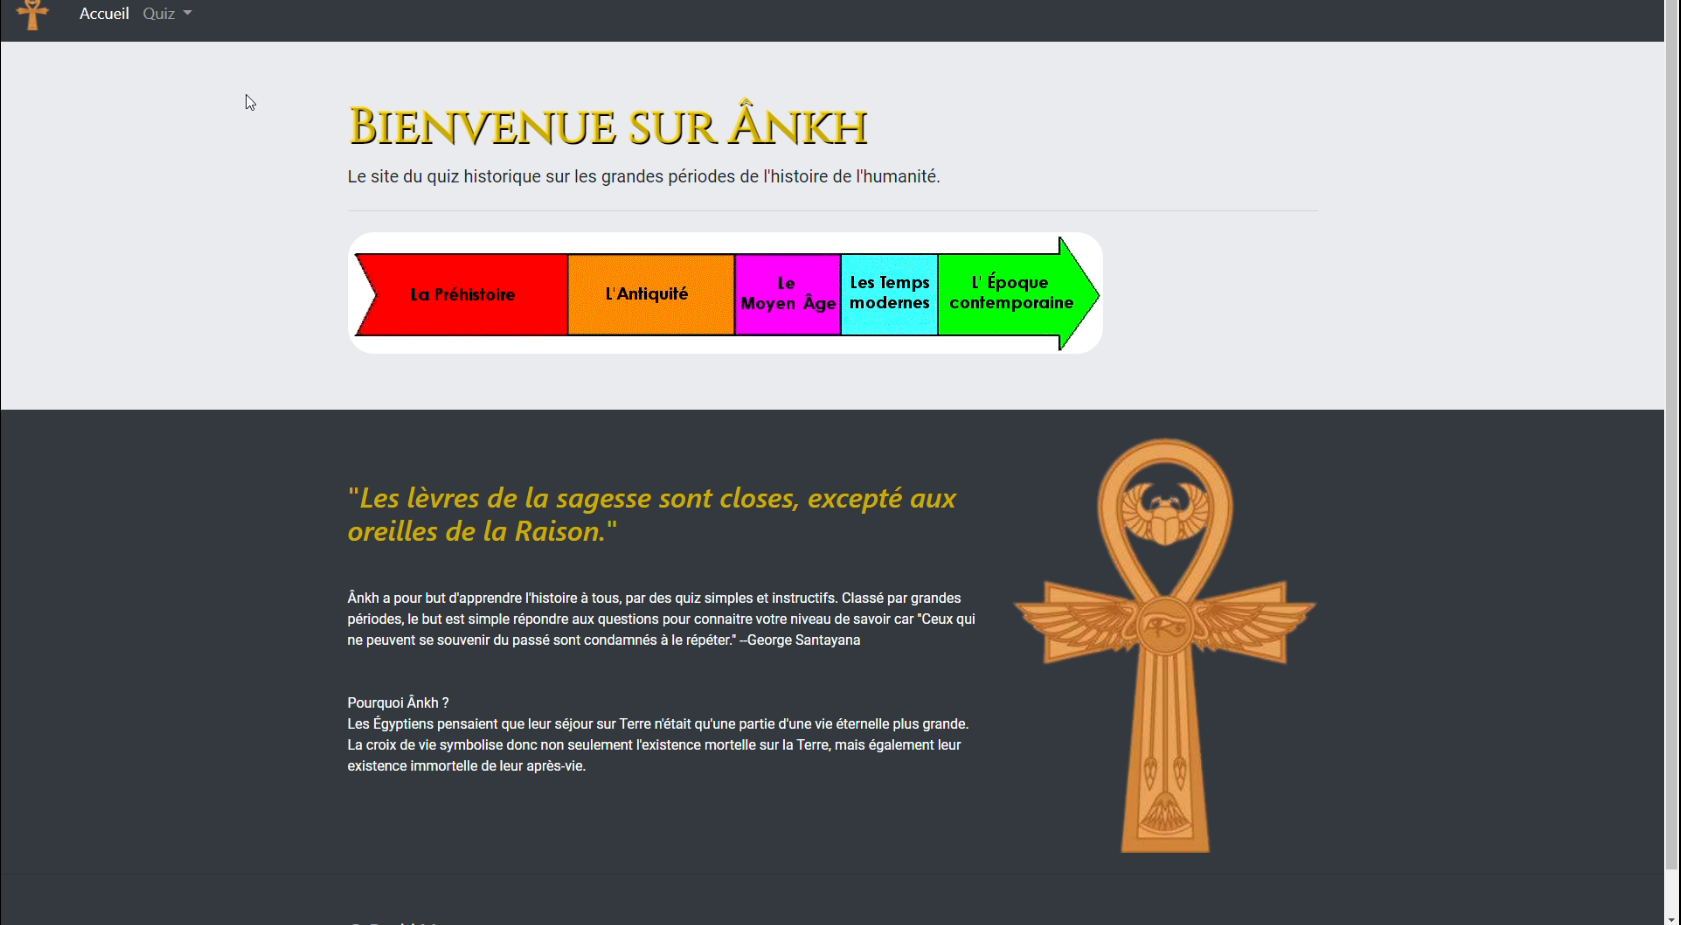 Accueil Quiz
Bienvenue sur Ânkh
Le site du quiz historique sur les grandes périodes de l'histoire de l'humanité.
La Préhistoire
L'Antiquité
Le
Moyen Âge
Les Temps
modernes
L' Époque
contemporaine
"Les lèvres de la sagesse sont closes, excepté aux
oreilles de la Raison."
Ânkh a pour but d'apprendre l'histoire à tous, par des quiz simples et instructifs. Classé par grandes
périodes, le but est simple répondre aux questions pour connaitre votre niveau de savoir car "Ceux qui
ne peuvent se souvenir du passé sont condamnés à le répéter." --George Santayana
Pourquoi Ânkh ?
Les Égyptiens pensaient que leur séjour sur Terre n'était qu'une partie d'une vie éternelle plus grande.
La croix de vie symbolise donc non seulement l'existence mortelle sur la Terre, mais également leur
existence immortelle de leur après-vie.